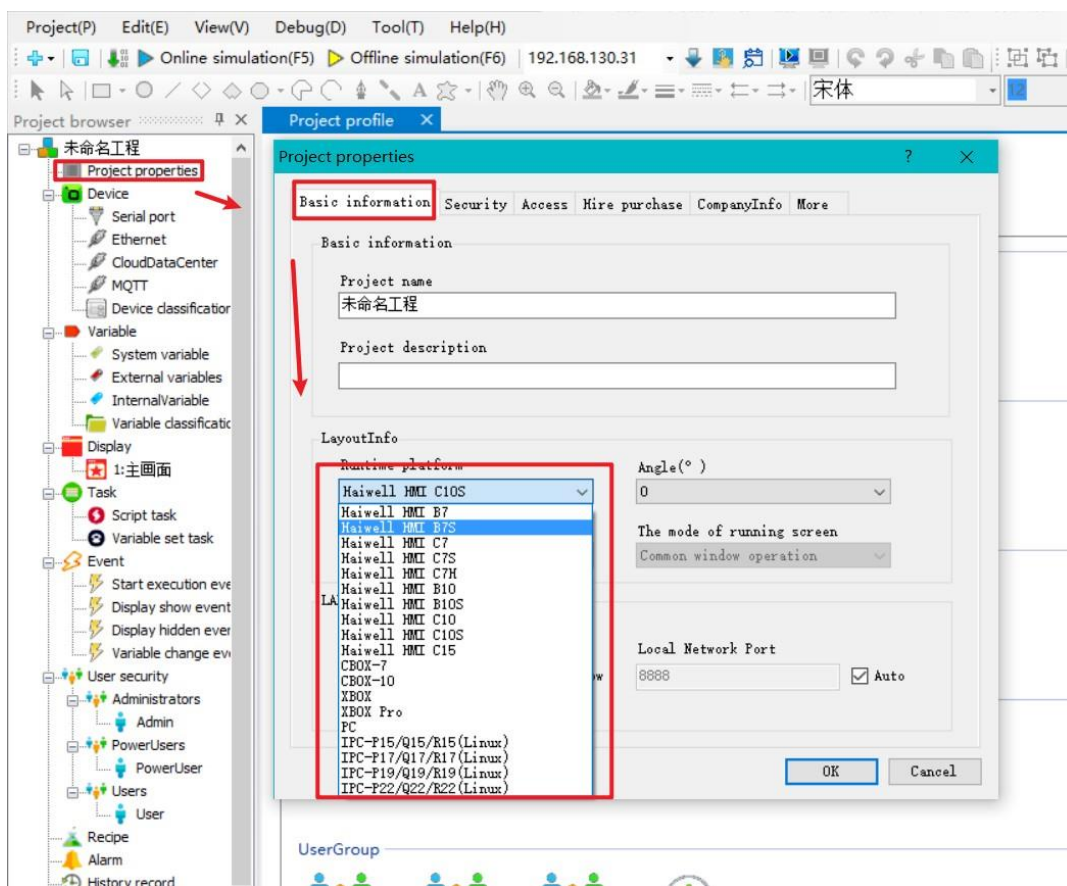 Project(P) Edit(E) View(V) Debug(D) Tool(T) Help(H)
Online simulation(F5) Offline simulation(F6) 192.168.130.31
宋体 12
Project browser
Project profile
未命名工程
Project properties
Device
Serial port
Ethernet
CloudDataCenter
MQTT
Device classification
Variable
System variable
External variables
InternalVariable
Variable classificatic
Display
1:主画面
Task
Script task
Variable set task
Event
Start execution eve
Display show event
Display hidden ever
Variable change ev
User security
Administrators
Admin
PowerUsers
PowerUser
Users
User
Recipe
Alarm
History record
Project properties ?
Basic information Security Access Hire purchase CompanyInfo More
Basic information
Project name
未命名工程
Project description
LayoutInfo
Runtime platform
Haiwell HMI C10S
Haiwell HMI B7
Haiwell HMI B7S
Haiwell HMI C7
Haiwell HMI C7S
Haiwell HMI C7H
Haiwell HMI B10
Haiwell HMI B10S
Haiwell HMI C10
Haiwell HMI C10S
Haiwell HMI C15
CBOX-7
CBOX-10
XBOX
XBOX Pro
PC
IPC-P15/Q15/R15(Linux)
IPC-P17/Q17/R17(Linux)
IPC-P19/Q19/R19(Linux)
IPC-P22/Q22/R22(Linux)
Angle(° )
0
The mode of running screen
Common window operation
LA
Local Network Port
8888
Auto
OK Cancel
UserGroup